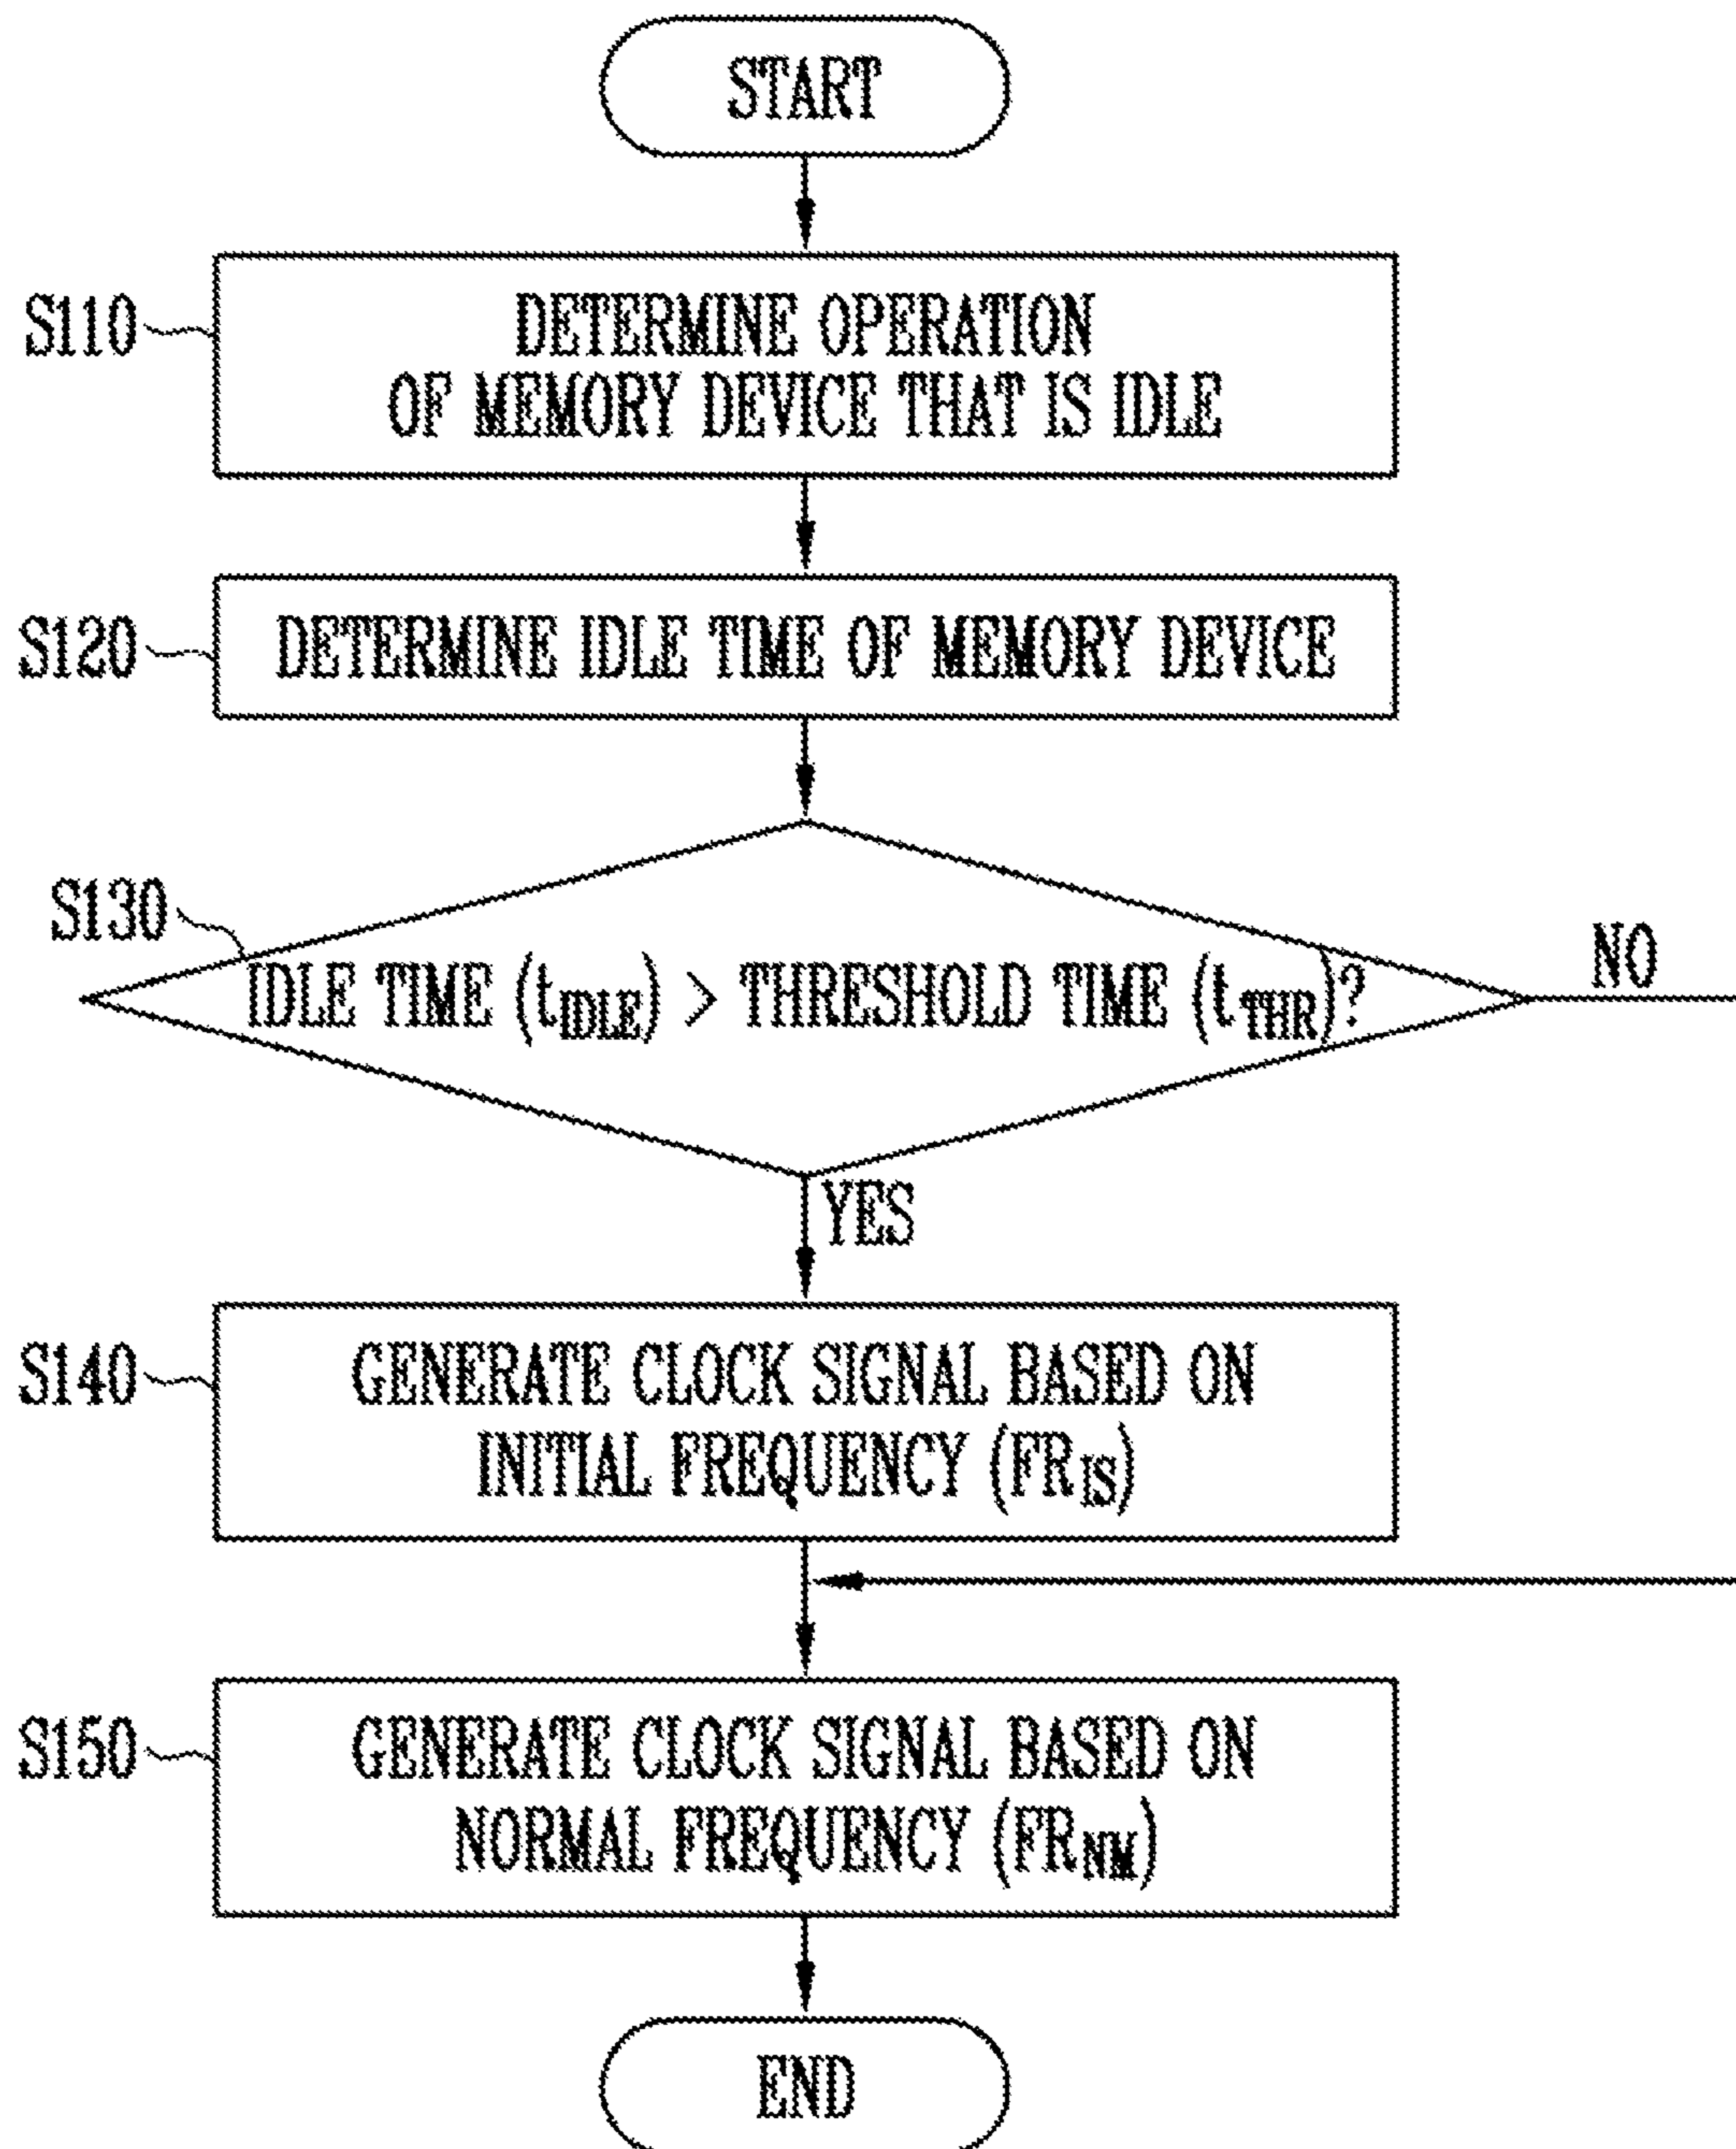 START
S110
DETERMINE OPERATION
OF MEMORY DEVICE THAT IS IDLE
S120
DETERMINE IDLE TIME OF MEMORY DEVICE
S130
IDLE TIME (tIDLE) > THRESHOLD TIME (tTHR)?
NO
YES
S140
GENERATE CLOCK SIGNAL BASED ON
INITIAL FREQUENCY (FRIS)
S150
GENERATE CLOCK SIGNAL BASED ON
NORMAL FREQUENCY (FRNM)
END